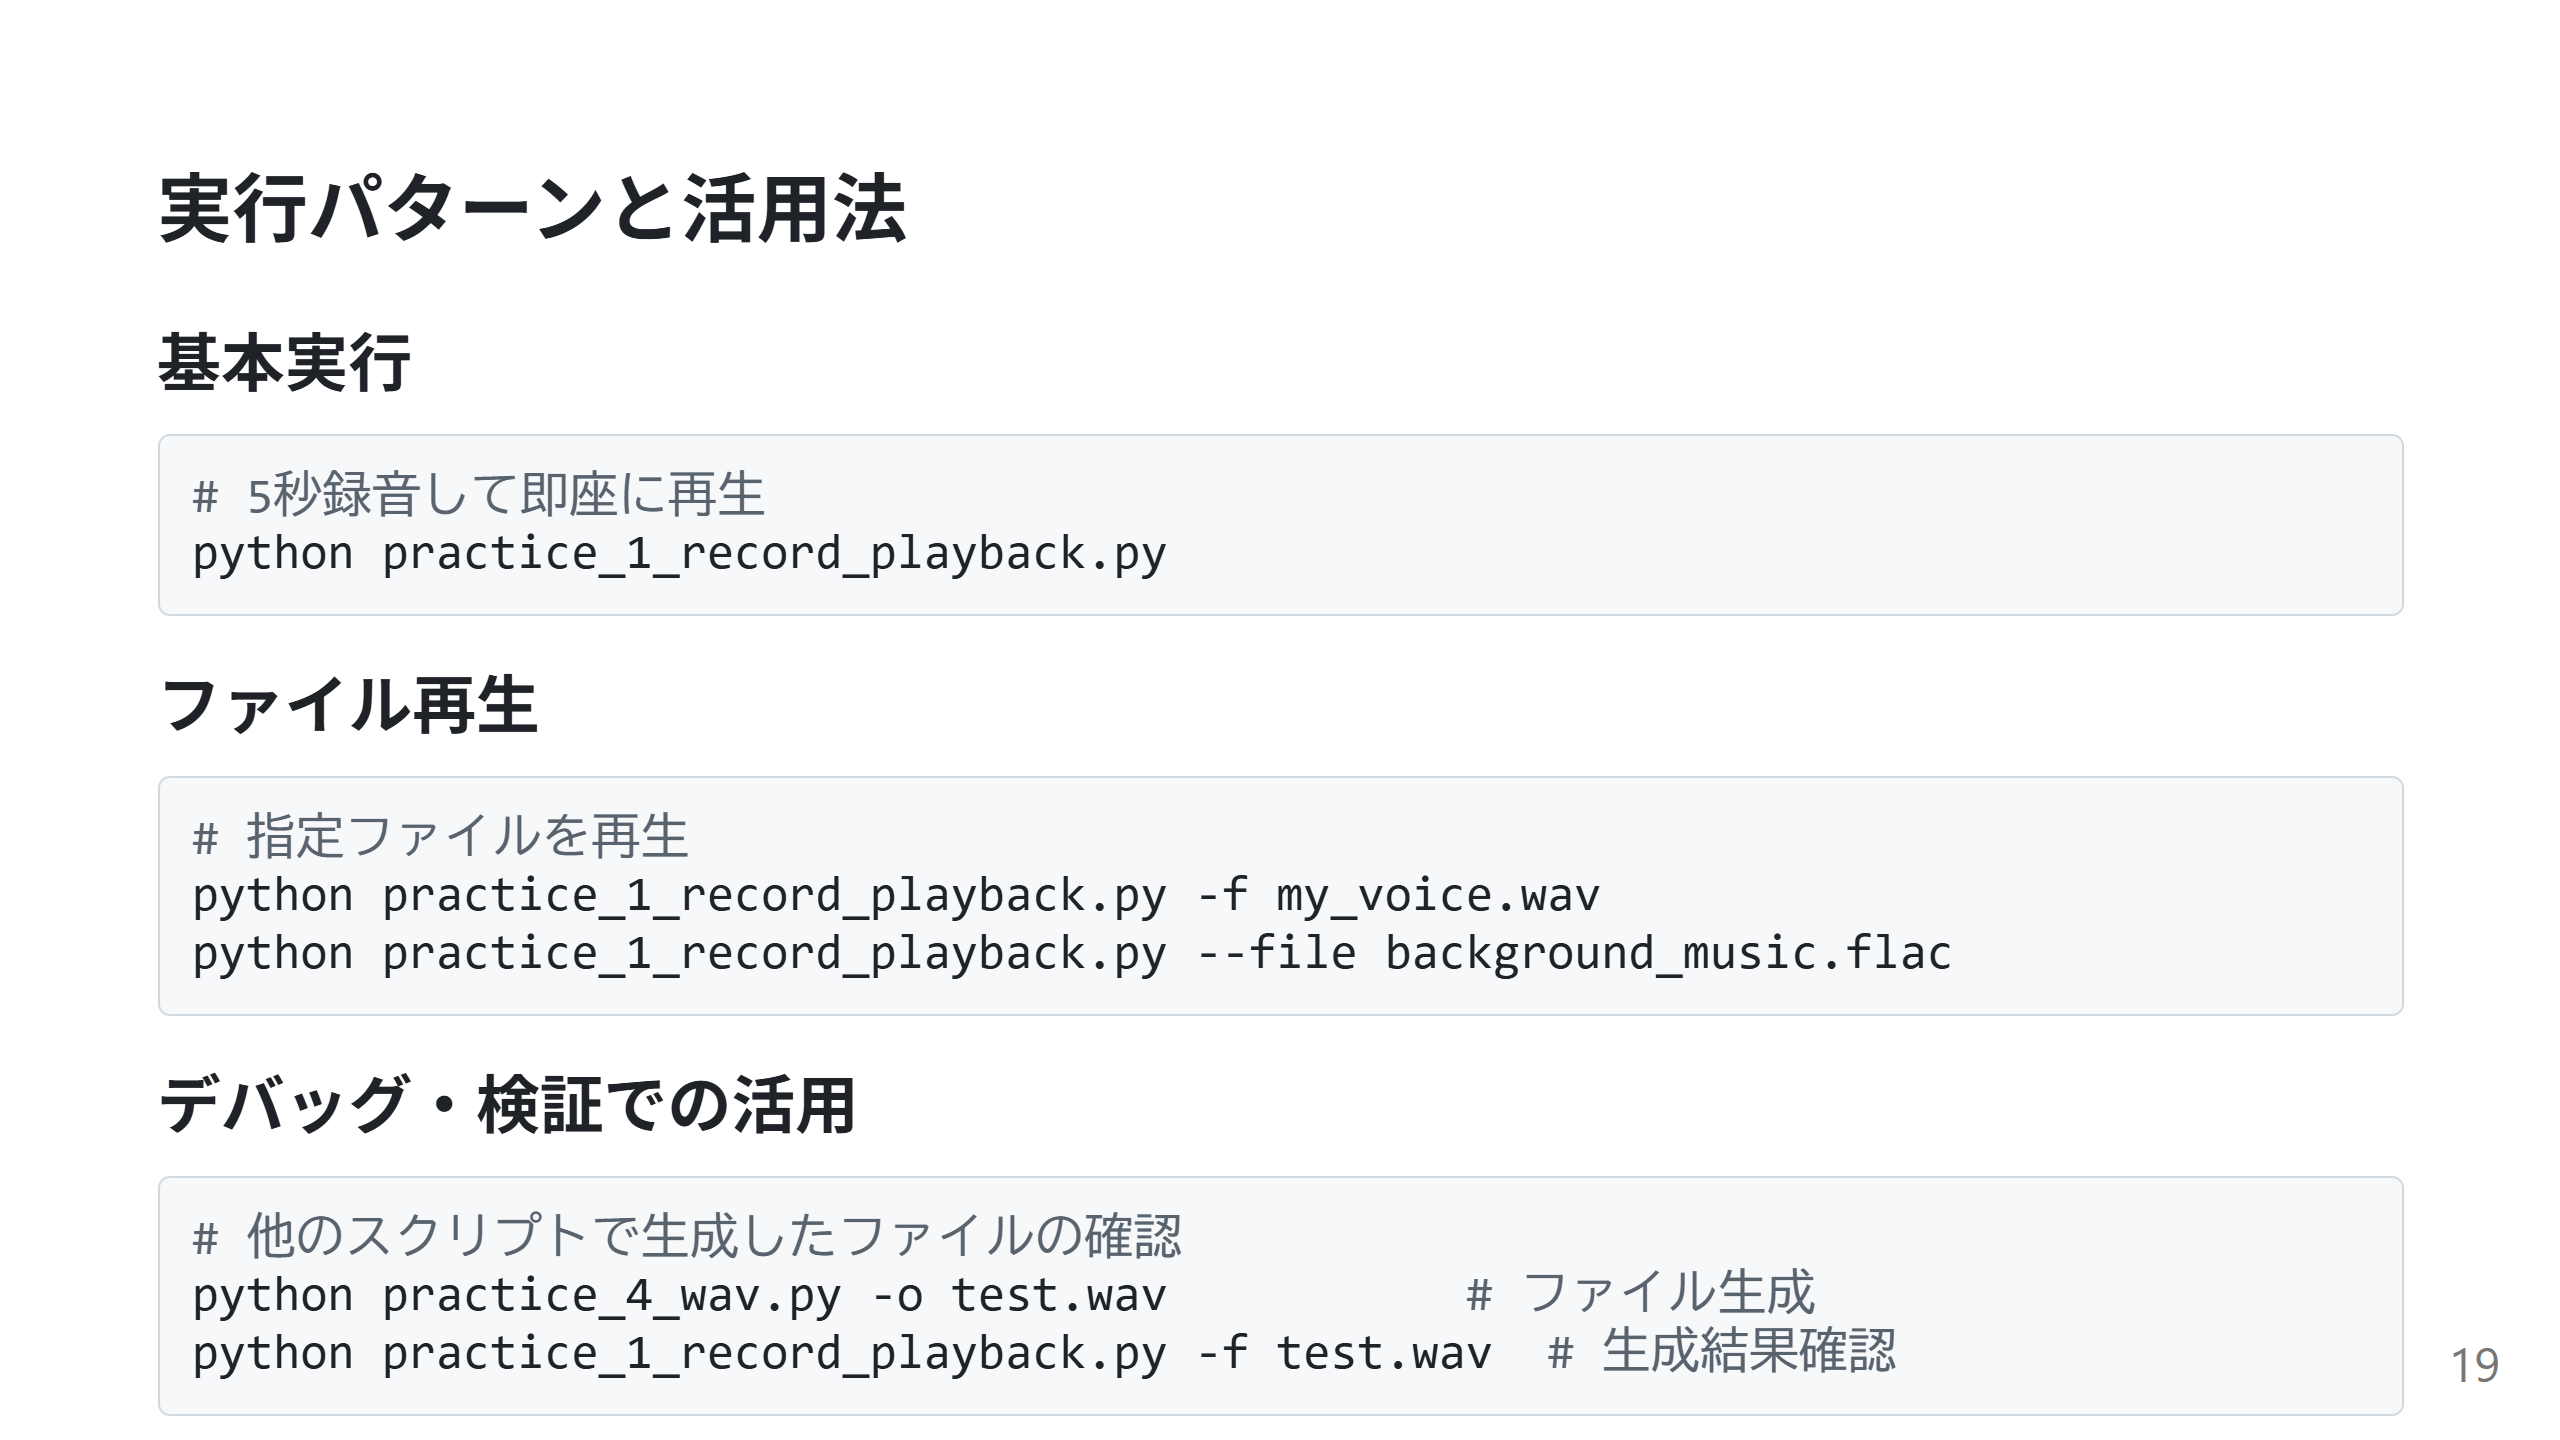 実行パターンと活用法
基本実行
# 5秒録音して即座に再生
python practice_1_record_playback.py
ファイル再生
# 指定ファイルを再生
python practice_1_record_playback.py -f my_voice.wav
python practice_1_record_playback.py --file background_music.flac
デバッグ・検証での活用
# 他のスクリプトで生成したファイルの確認
python practice_4_wav.py -o test.wav           # ファイル生成
python practice_1_record_playback.py -f test.wav  # 生成結果確認
19